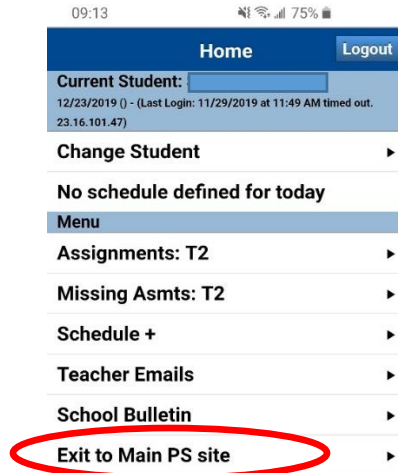 09:13 75%
Home Logout
Current Student:
12/23/2019 () - (Last Login: 11/29/2019 at 11:49 AM timed out.
23.16.101.47)
Change Student
No schedule defined for today
Menu
Assignments: T2
Missing Asmts: T2
Schedule +
Teacher Emails
School Bulletin
Exit to Main PS site